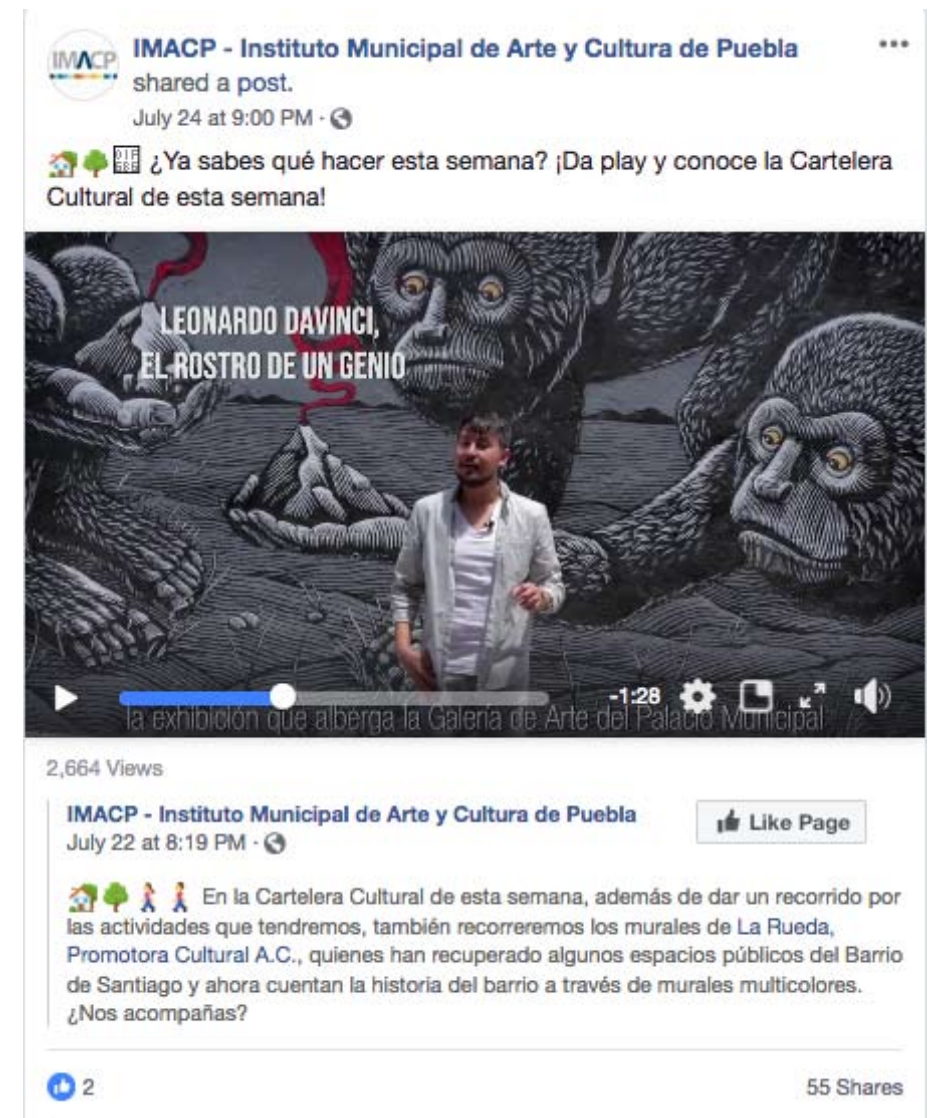 IMACP
IMACP - Instituto Municipal de Arte y Cultura de Puebla
shared a post.
July 24 at 9:00 PM ·
¿Ya sabes qué hacer esta semana? ¡Da play y conoce la Cartelera
Cultural de esta semana!
LEONARDO DAVINCI,
EL ROSTRO DE UN GENIO
-1:28
la exhibición que alberga la Galería de Arte del Palacio Municipal
2,664 Views
IMACP - Instituto Municipal de Arte y Cultura de Puebla
Like Page
July 22 at 8:19 PM ·
En la Cartelera Cultural de esta semana, además de dar un recorrido por
las actividades que tendremos, también recorreremos los murales de La Rueda,
Promotora Cultural A.C., quienes han recuperado algunos espacios públicos del Barrio
de Santiago y ahora cuentan la historia del barrio a través de murales multicolores.
¿Nos acompañas?
2
55 Shares